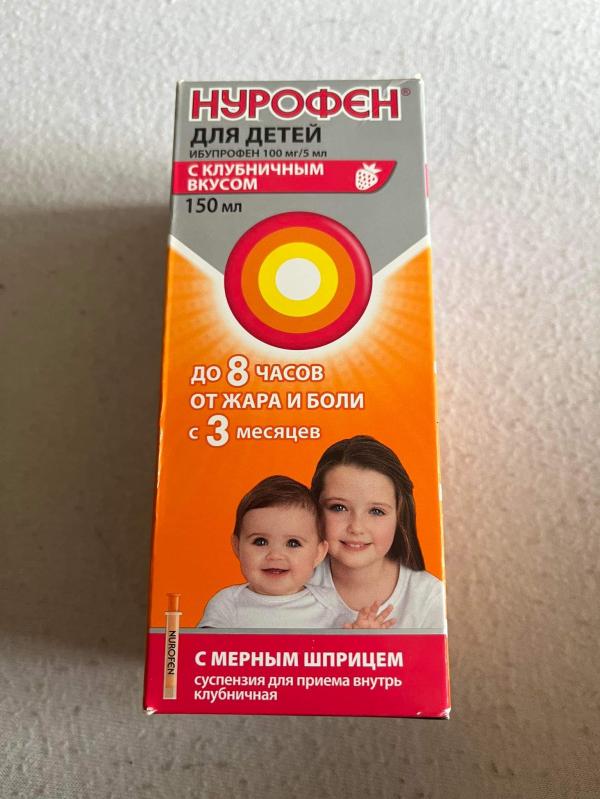 НУРОФЕН®
ДЛЯ ДЕТЕЙ
ИБУПРОФЕН 100 мг/5 мл
С КЛУБНИЧНЫМ
ВКУСОМ
150 мл
ДО 8 ЧАСОВ
ОТ ЖАРА И БОЛИ
с 3 месяцев
NUROFEN
С МЕРНЫМ ШПРИЦЕМ
суспензия для приема внутрь
клубничная